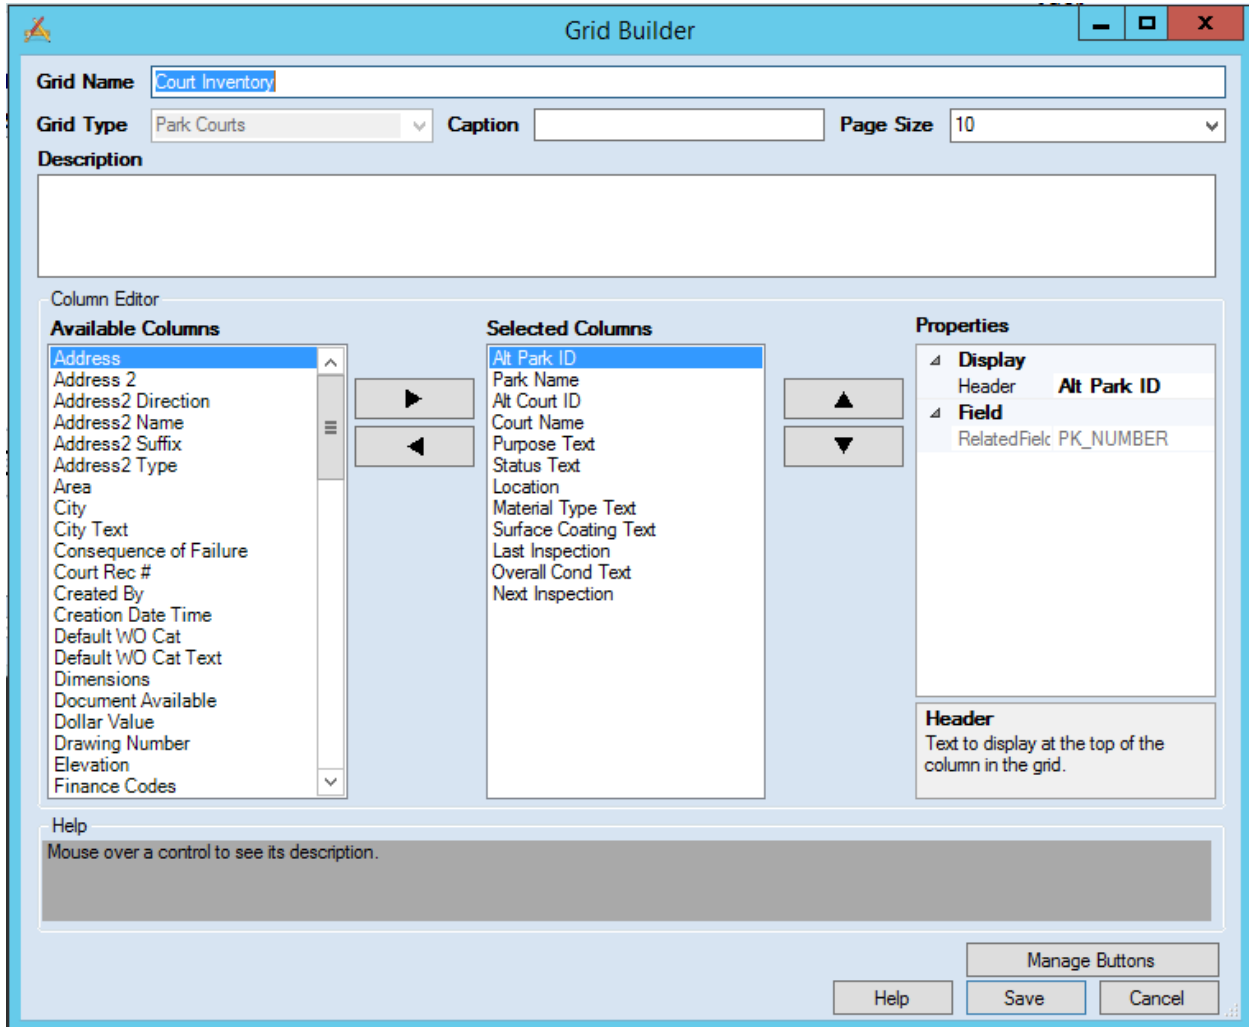 Grid Builder
Grid Name Court Inventory
Grid Type Park Courts Caption Page Size 10
Description
Column Editor
Available Columns
Address
Address 2
Address2 Direction
Address2 Name
Address2 Suffix
Address2 Type
Area
City
City Text
Consequence of Failure
Court Rec #
Created By
Creation Date Time
Default WO Cat
Default WO Cat Text
Dimensions
Document Available
Dollar Value
Drawing Number
Elevation
Finance Codes
Selected Columns
Alt Park ID
Park Name
Alt Court ID
Court Name
Purpose Text
Status Text
Location
Material Type Text
Surface Coating Text
Last Inspection
Overall Cond Text
Next Inspection
Properties
Display
Header Alt Park ID
Field
RelatedFielc PK_NUMBER
Header
Text to display at the top of the
column in the grid.
Help
Mouse over a control to see its description.
Manage Buttons
Help Save Cancel